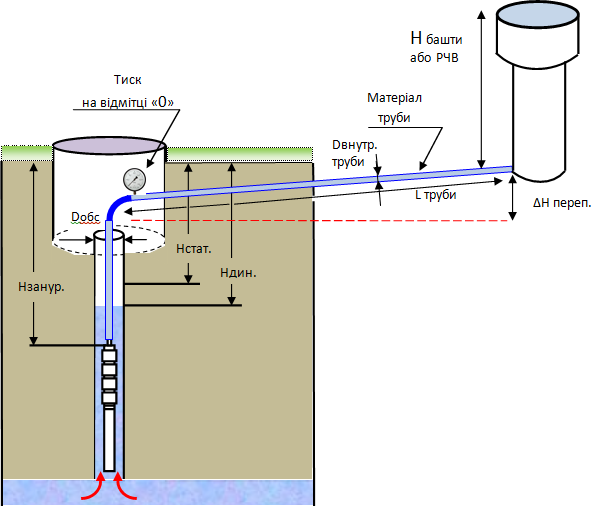 Н башти
або РЧВ
Тиск
на відмітці «0»
Матеріал
труби
Dвнутр.
труби
L труби
ΔН переп.
Dобс
Нстат.
Ндин.
Нзанур.